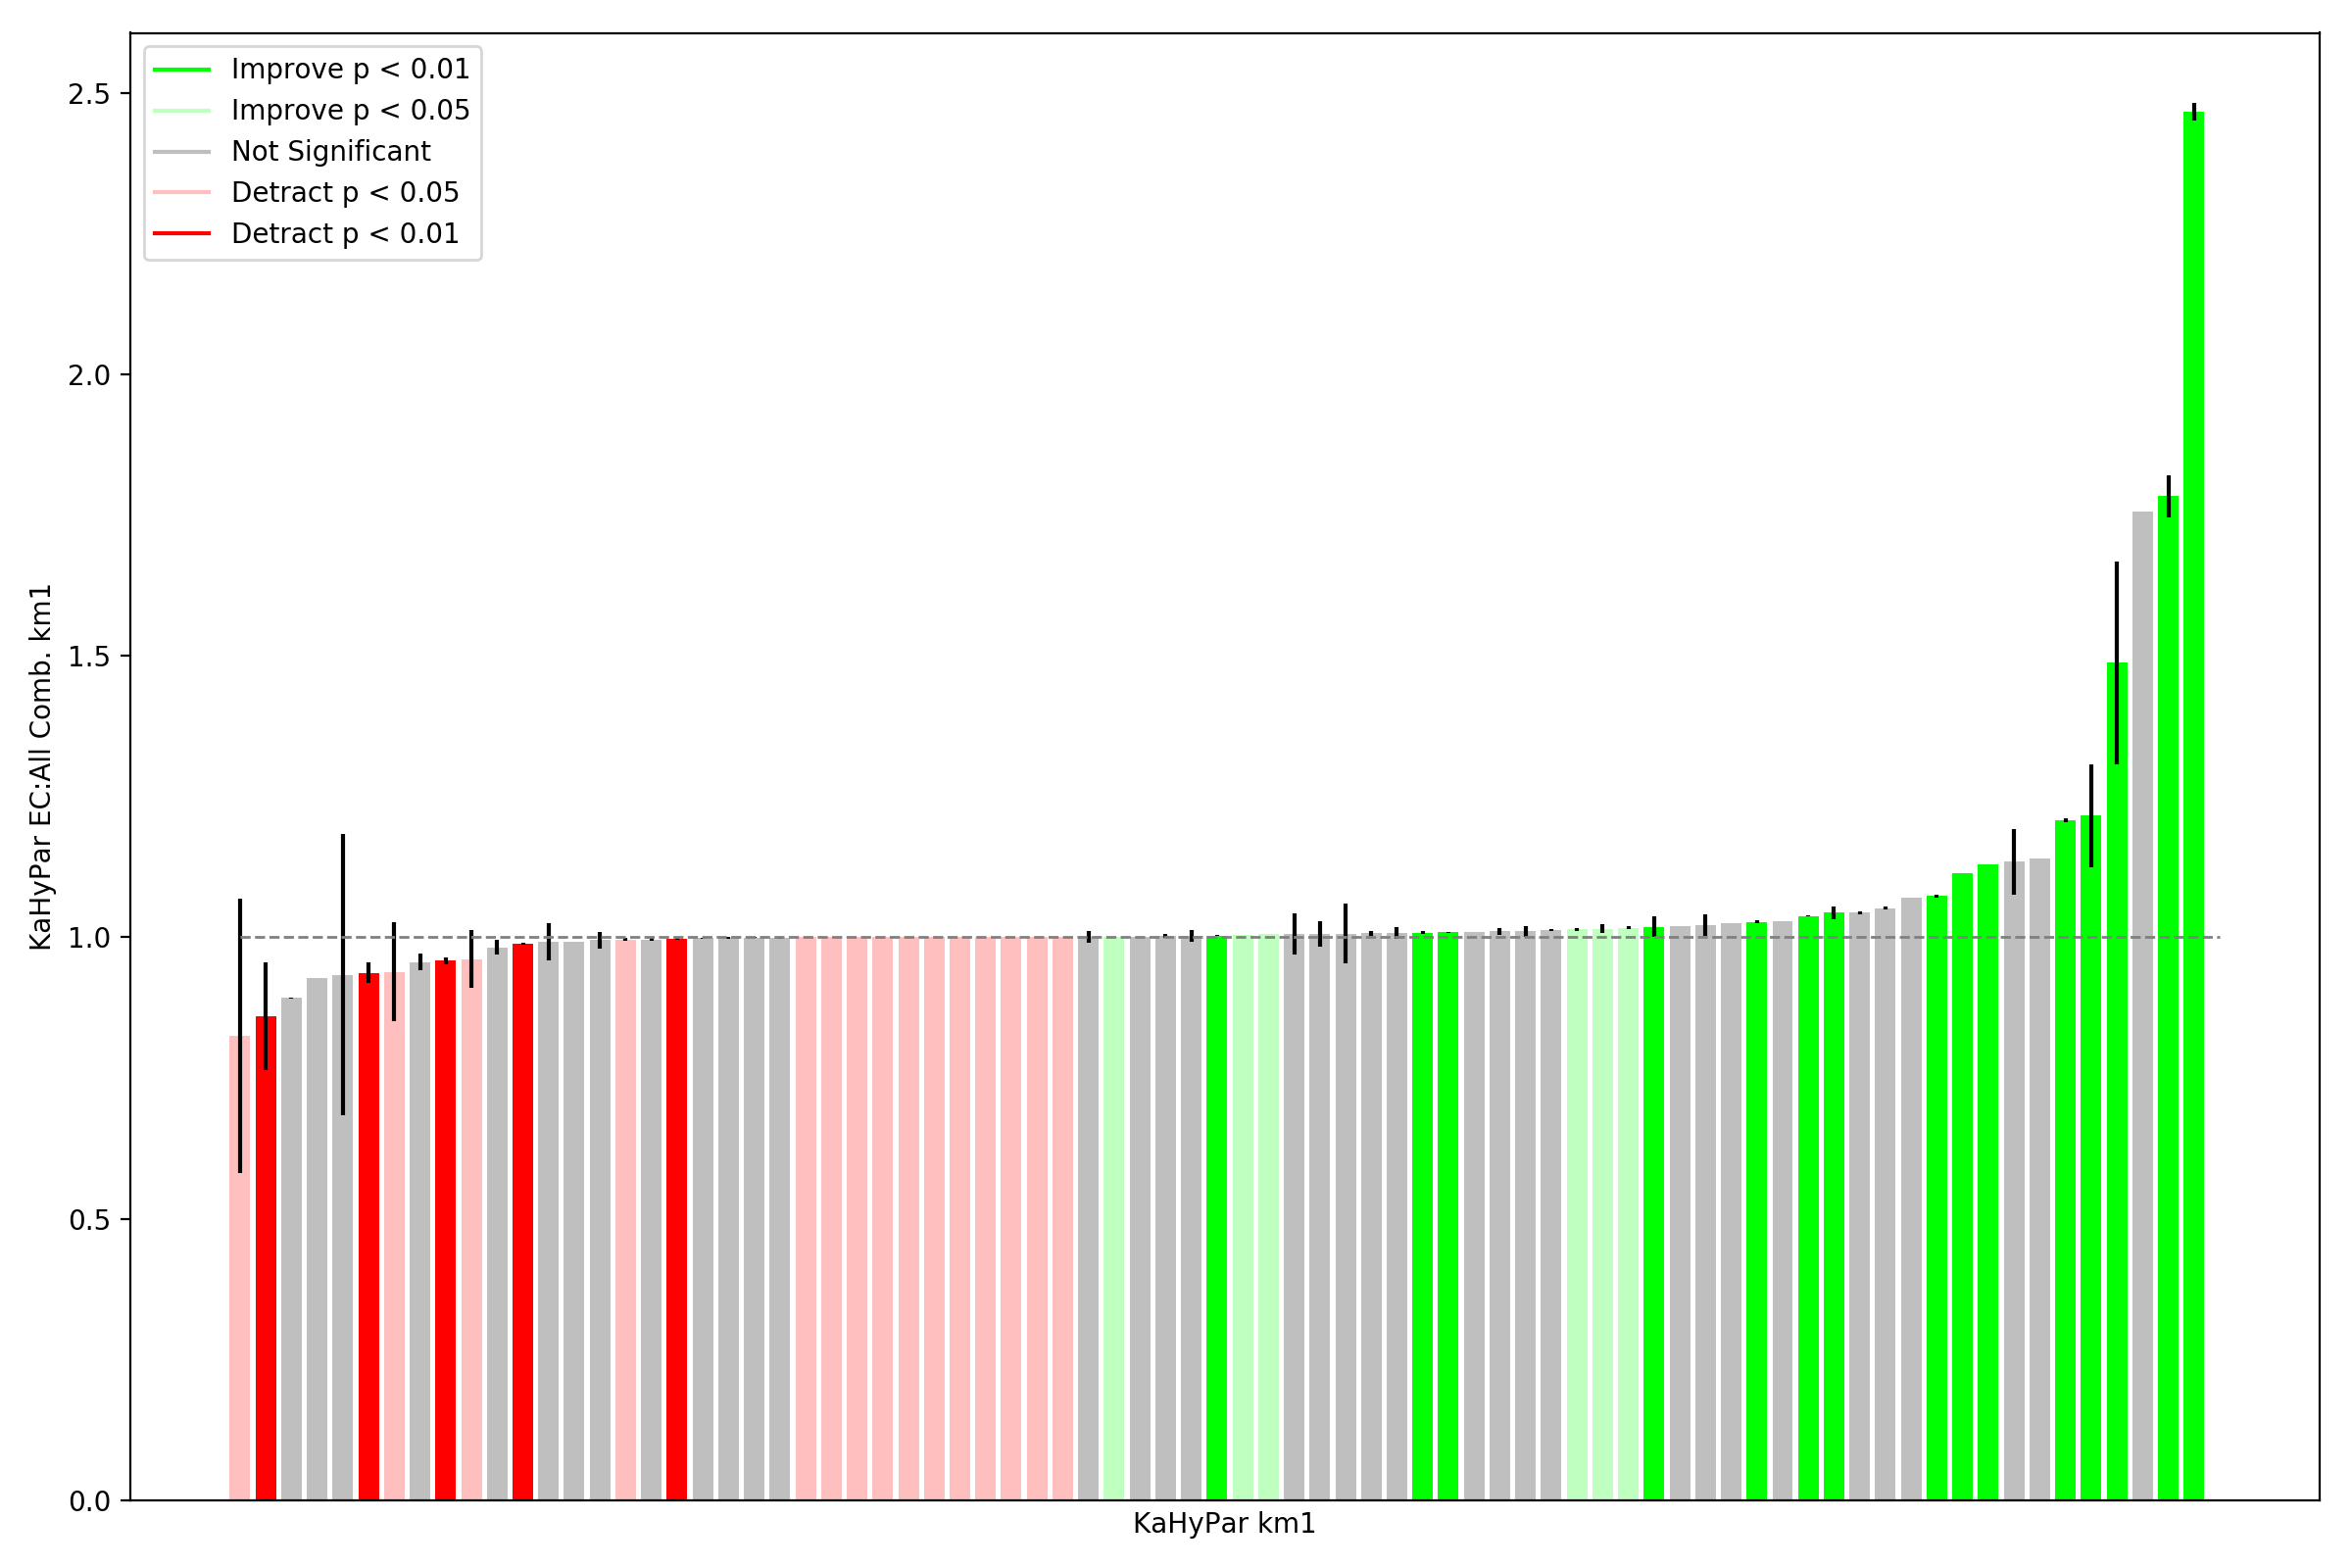 Improve p < 0.01
Improve p < 0.05
Not Significant
Detract p < 0.05
Detract p < 0.01
2.5
2.0
1.5
1.0
0.5
0.0
KaHyPar EC:All Comb. km1
KaHyPar km1